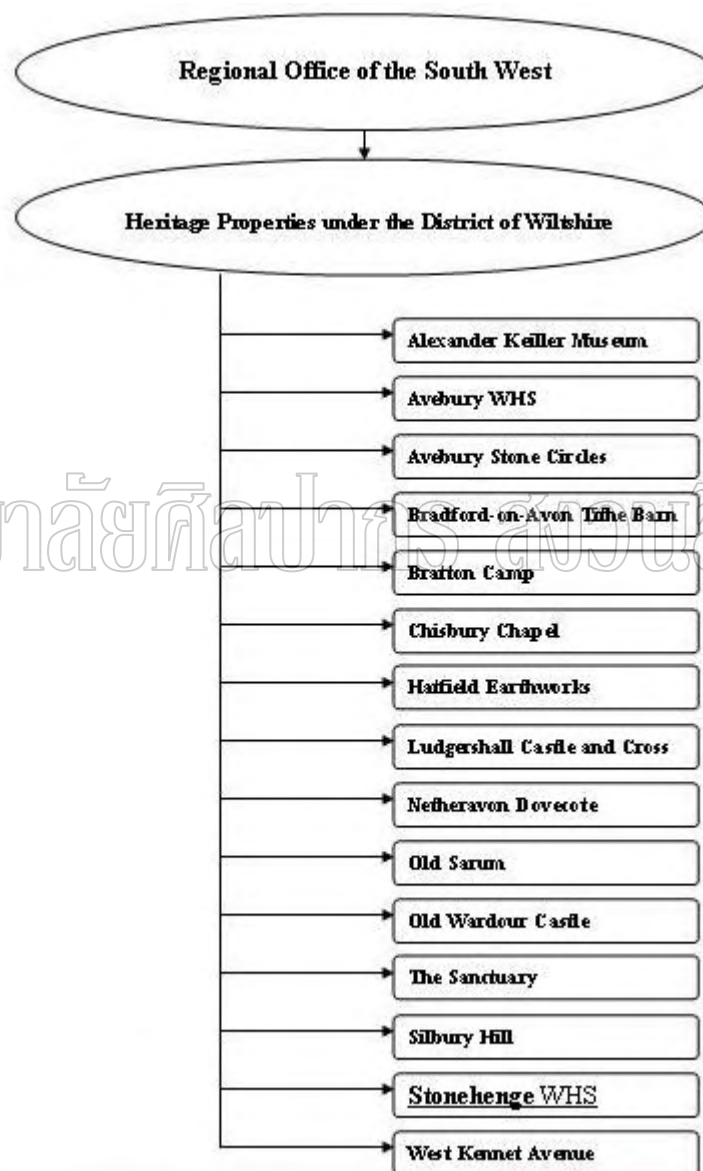 Regional Office of the South West
Heritage Properties under the District of Wiltshire
Alexander Keiller Museum
Avebury WHS
Avebury Stone Circles
Bradford-on-Avon Tithe Barn
Bratton Camp
Chisbury Chapel
Hatfield Earthworks
Ludgershall Castle and Cross
Netheravon Dovecote
Old Sarum
Old Wardour Castle
The Sanctuary
Silbury Hill
Stonehenge WHS
West Kennet Avenue